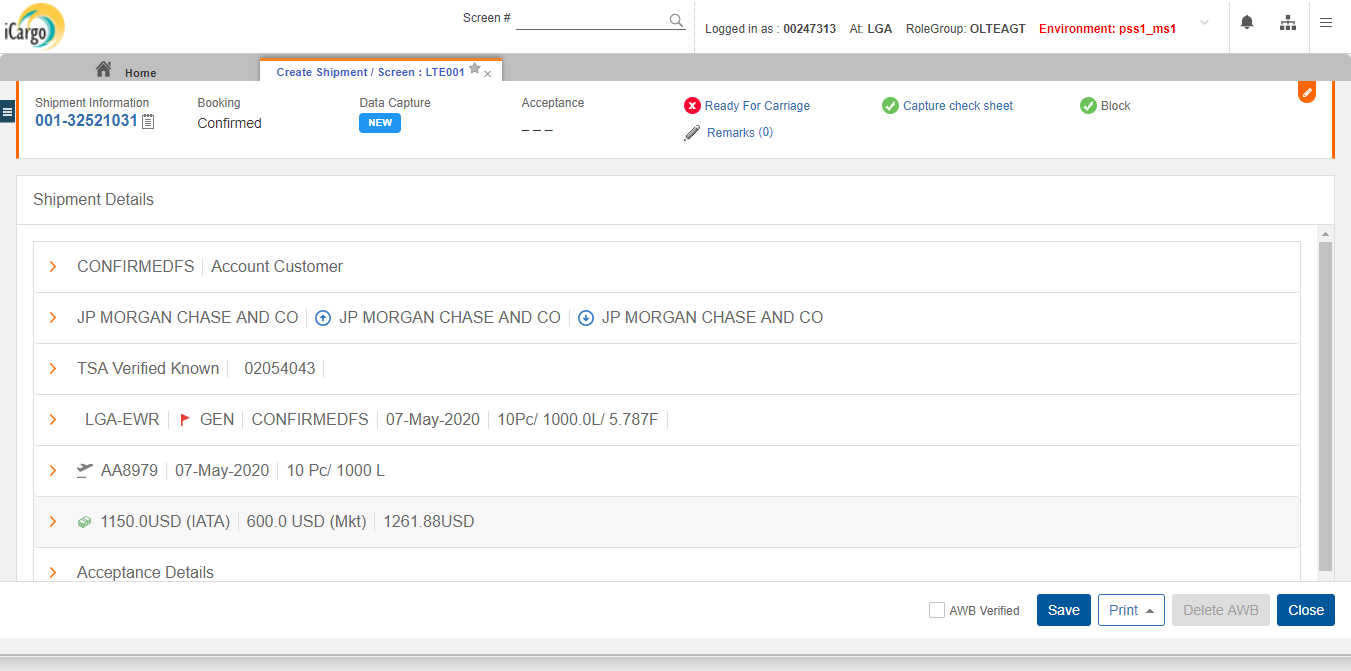 iCargo
Screen #
Logged in as : 00247313 At: LGA RoleGroup: OLTEAGT Environment: pss1_ms1
Home
Create Shipment / Screen : LTE001
Shipment Information Booking Data Capture Acceptance
001-32521031 Confirmed NEW _ _ _
Ready For Carriage Capture check sheet Block
Remarks (0)
Shipment Details
CONFIRMEDFS Account Customer
JP MORGAN CHASE AND CO JP MORGAN CHASE AND CO JP MORGAN CHASE AND CO
TSA Verified Known 02054043
LGA-EWR GEN CONFIRMEDFS 07-May-2020 10Pc/ 1000.0L/ 5.787F
AA8979 07-May-2020 10 Pc/ 1000 L
1150.0USD (IATA) 600.0 USD (Mkt) 1261.88USD
Acceptance Details
AWB Verified Save Print Delete AWB Close